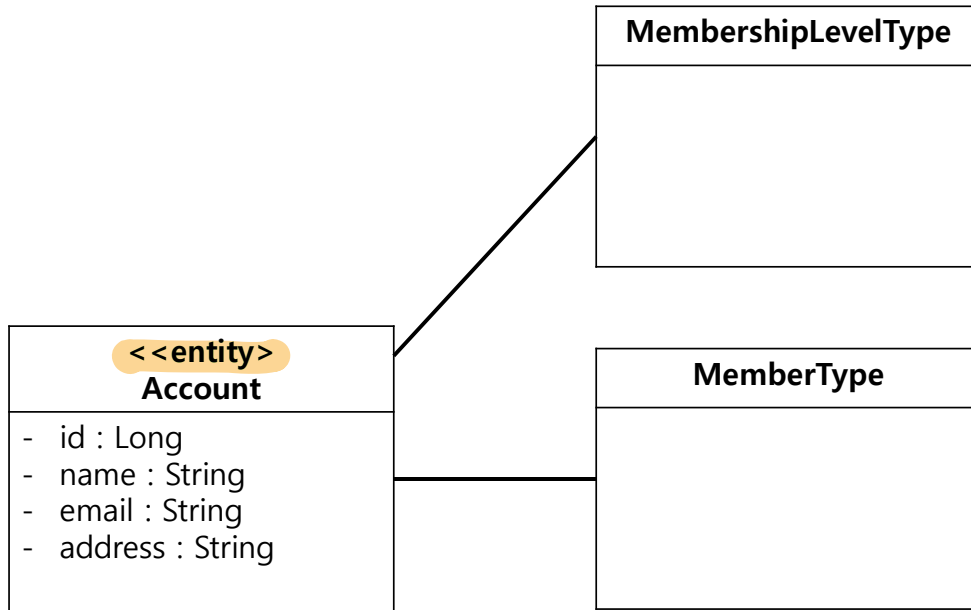 MembershipLevelType
<<entity>
Account
- id : Long
- name : String
- email : String
- address : String
MemberType